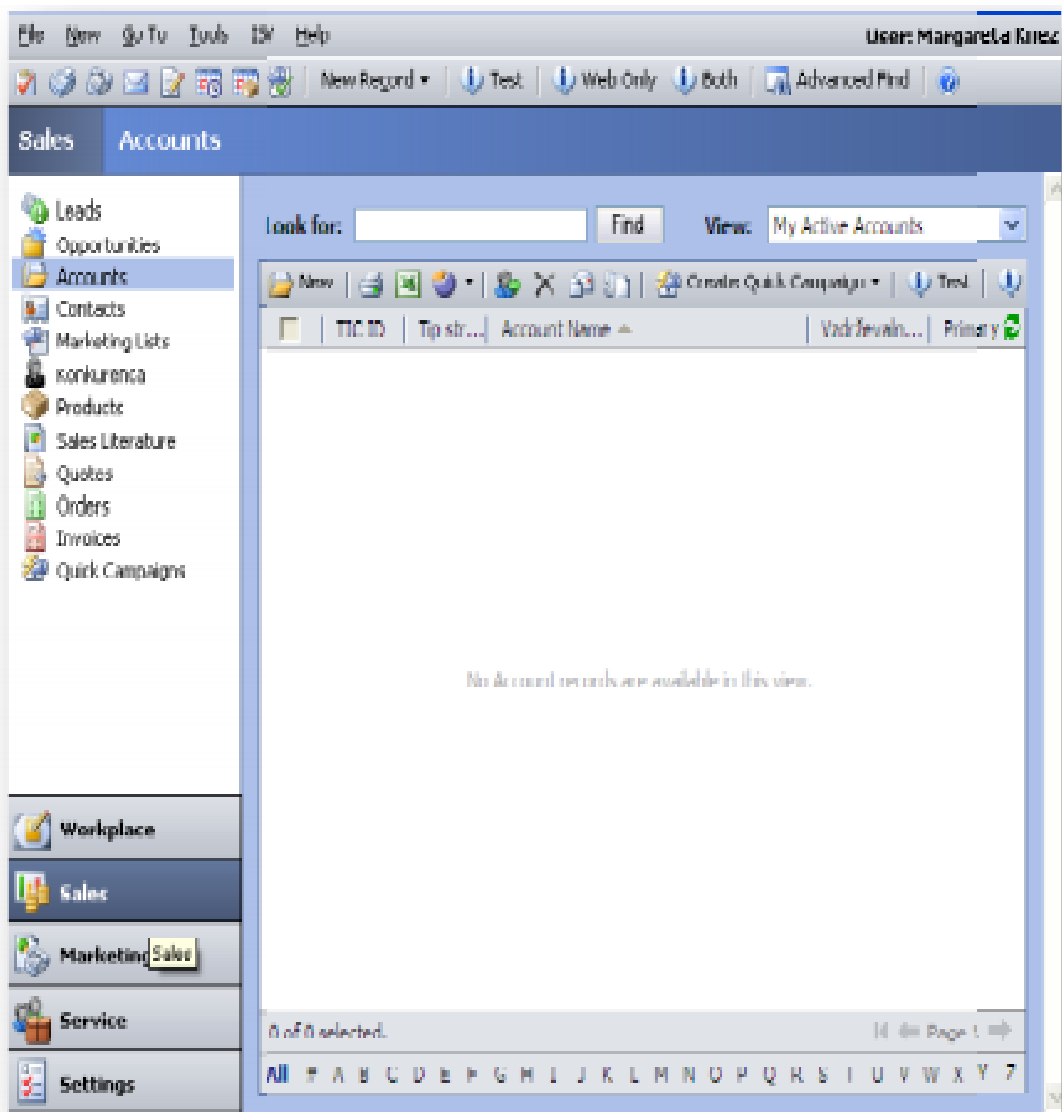 File New Go To Tools ISV Help User: Margareta Knez
New Record Test Web Only Both Advanced Find
Sales Accounts
Leads
Opportunities
Accounts
Contacts
Marketing Lists
Konkurenca
Products
Sales Literature
Quotes
Orders
Invoices
Quick Campaigns
Look for: Find View: My Active Accounts
New Create Quick Campaign Test
TIC ID Tip str... Account Name Vzdrževaln... Primary
No Account records are available in this view.
Workplace
Sales
Marketing Sales
Service
Settings
0 of 0 selected. Page 1
All # A B C D E F G H I J K L M N O P Q R S T U V W X Y Z